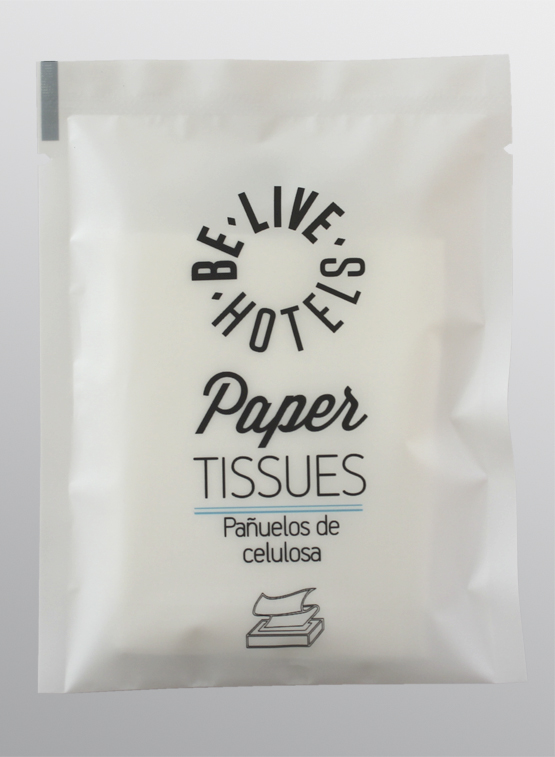 BE · LIVE · HOTELS ·
Paper
TISSUES
Pañuelos de
celulosa